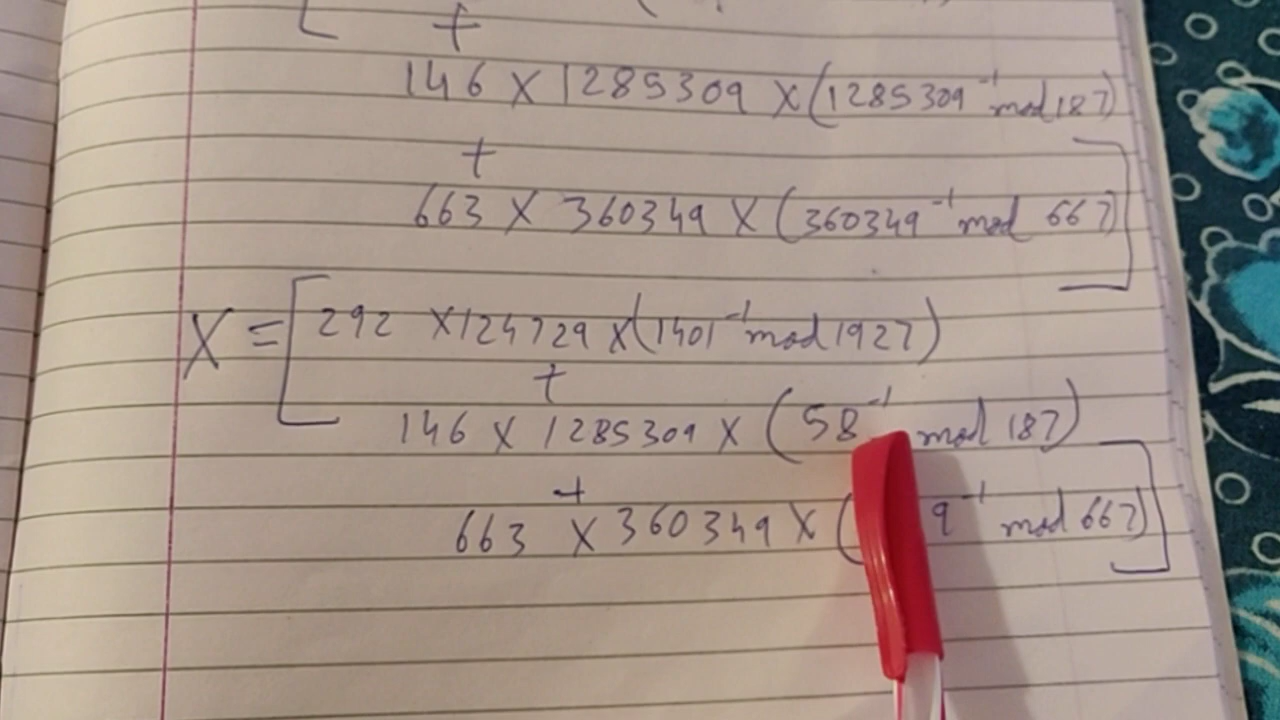 +
146 X 1285309 X (1285309⁻¹ mod 187)
+
663 X 360349 X (360349⁻¹ mod 667)]
X = [292 X 124729 X (1401⁻¹ mod 1927)
+
146 X 1285309 X (58⁻¹ mod 187)
+
663 X 360349 X ( 9⁻¹ mod 667)]